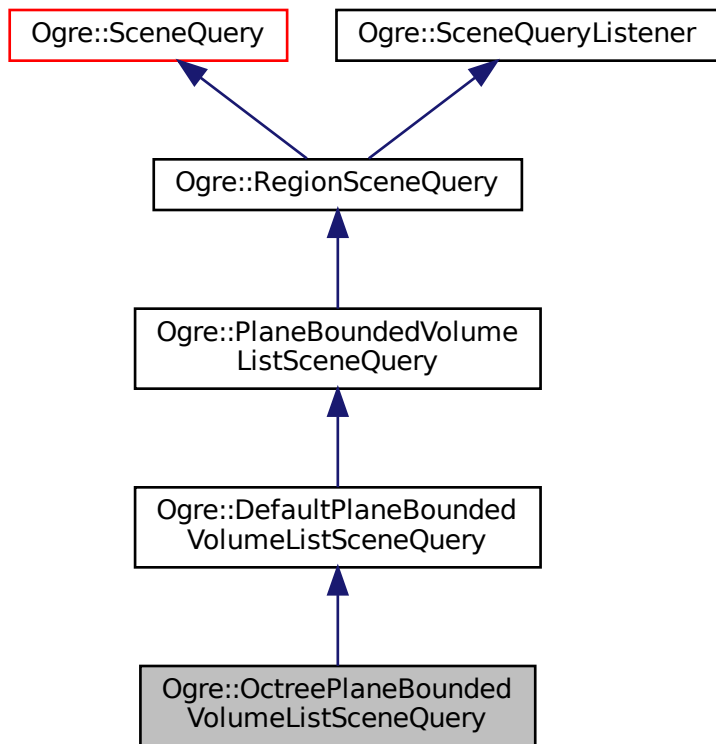 Ogre::SceneQuery
Ogre::SceneQueryListener
Ogre::RegionSceneQuery
Ogre::PlaneBoundedVolume
ListSceneQuery
Ogre::DefaultPlaneBounded
VolumeListSceneQuery
Ogre::OctreePlaneBounded
VolumeListSceneQuery